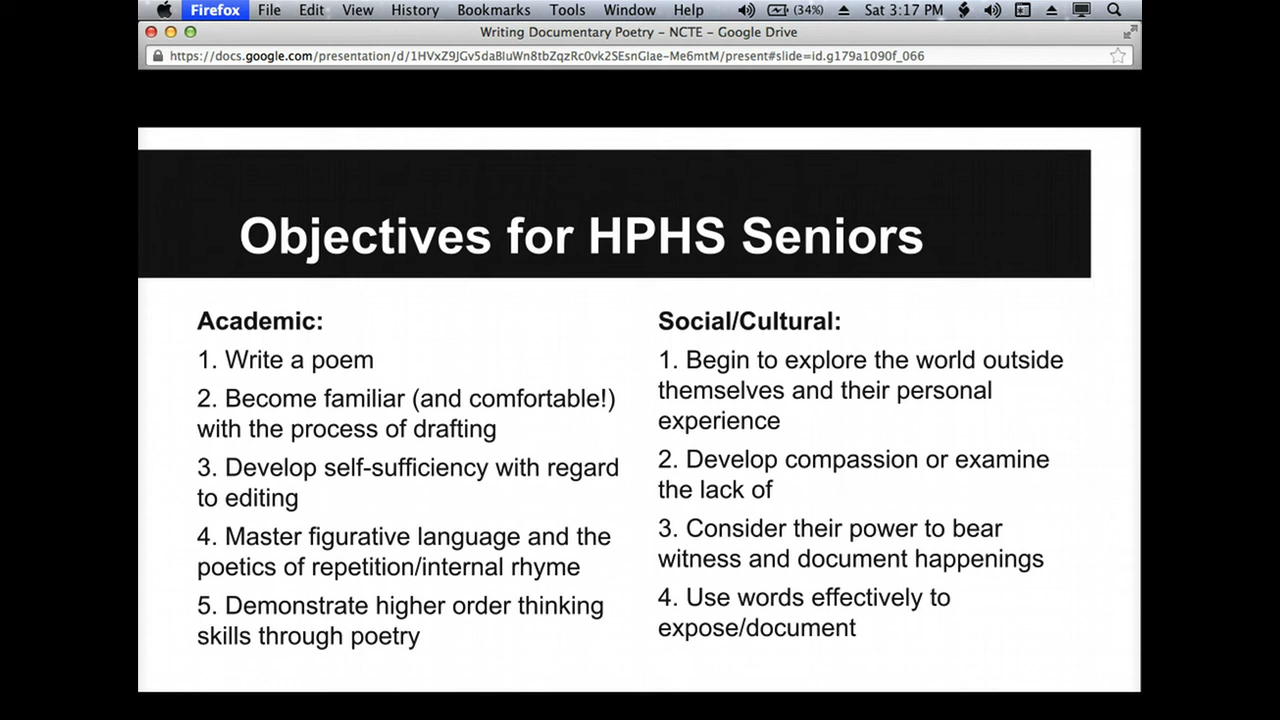 Firefox File Edit View History Bookmarks Tools Window Help (34%) Sat 3:17 PM
Writing Documentary Poetry – NCTE – Google Drive
https://docs.google.com/presentation/d/1HVxZ9JGv5daBluWn8tbZqzRc0vk2SEsnGIae-Me6mtM/present#slide=id.g179a1090f_066
Objectives for HPHS Seniors
Academic:
1. Write a poem
2. Become familiar (and comfortable!)
with the process of drafting
3. Develop self-sufficiency with regard
to editing
4. Master figurative language and the
poetics of repetition/internal rhyme
5. Demonstrate higher order thinking
skills through poetry
Social/Cultural:
1. Begin to explore the world outside
themselves and their personal
experience
2. Develop compassion or examine
the lack of
3. Consider their power to bear
witness and document happenings
4. Use words effectively to
expose/document